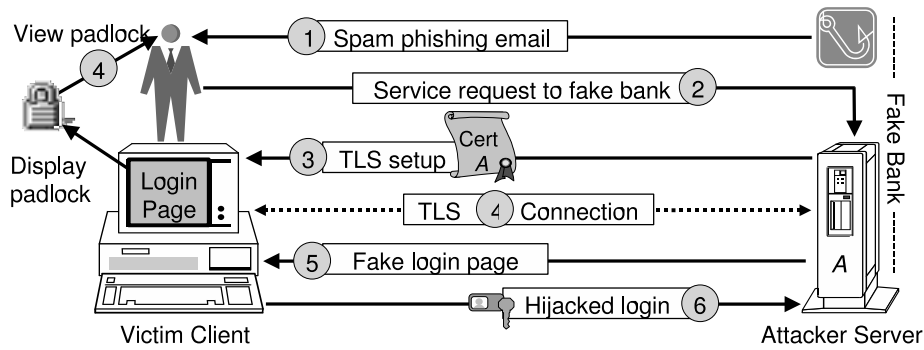 View padlock
1 Spam phishing email
4
Service request to fake bank 2
Fake Bank
Display
padlock
Login
Page
3 TLS setup
Cert
A
TLS 4 Connection
5 Fake login page
A
Hijacked login 6
Victim Client
Attacker Server